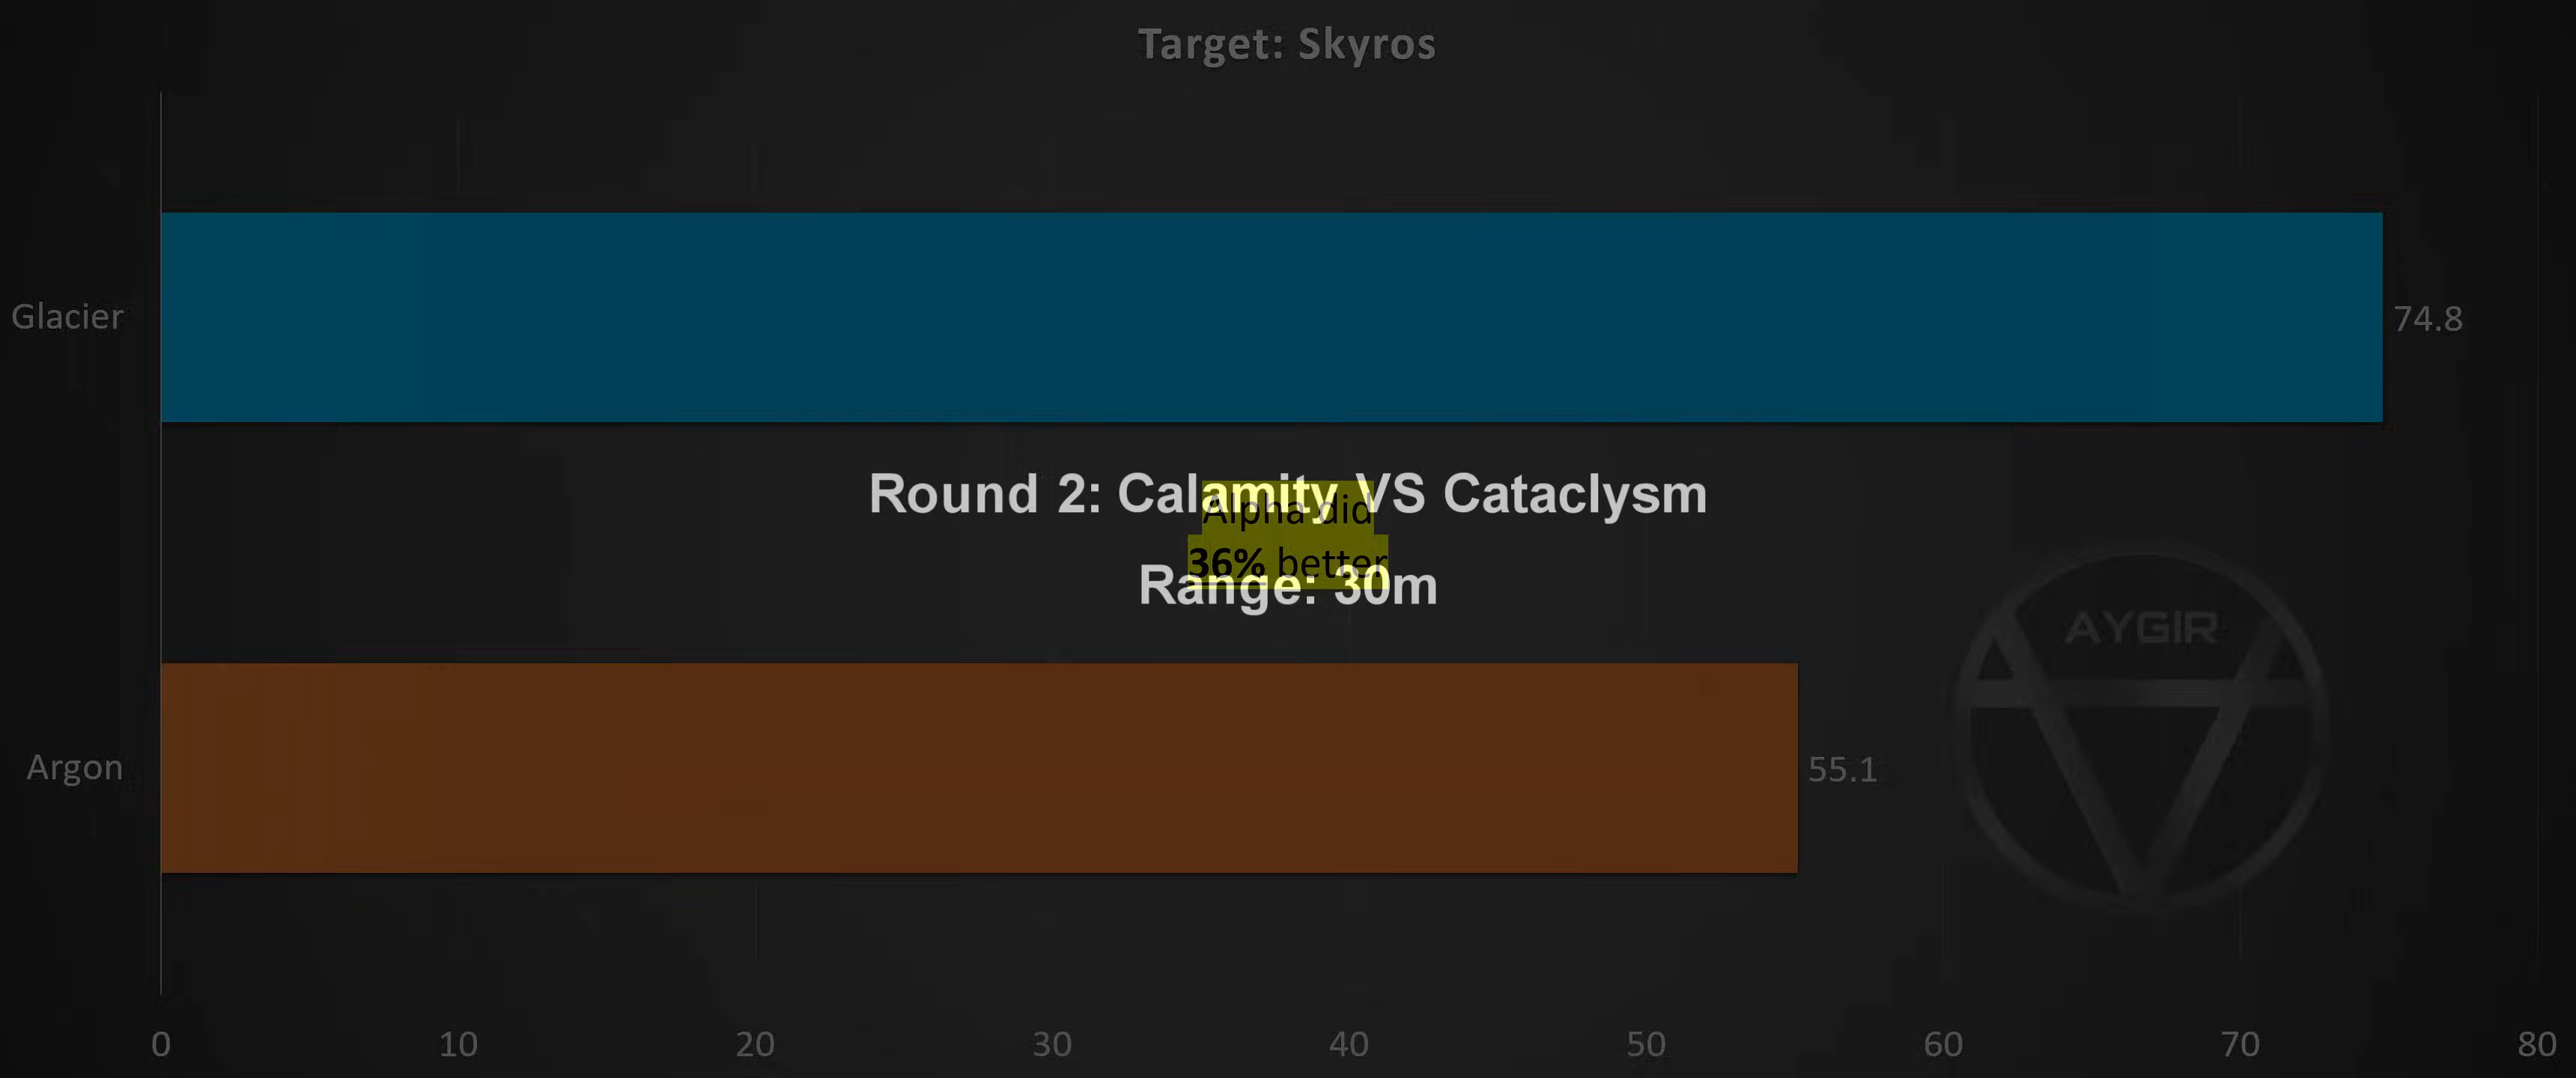 Target: Skyros
Glacier
74.8
Round 2: Calamity VS Cataclysm
Alpha did
36% better
Range: 30m
AYGIR
Argon
55.1
0 10 20 30 40 50 60 70 80